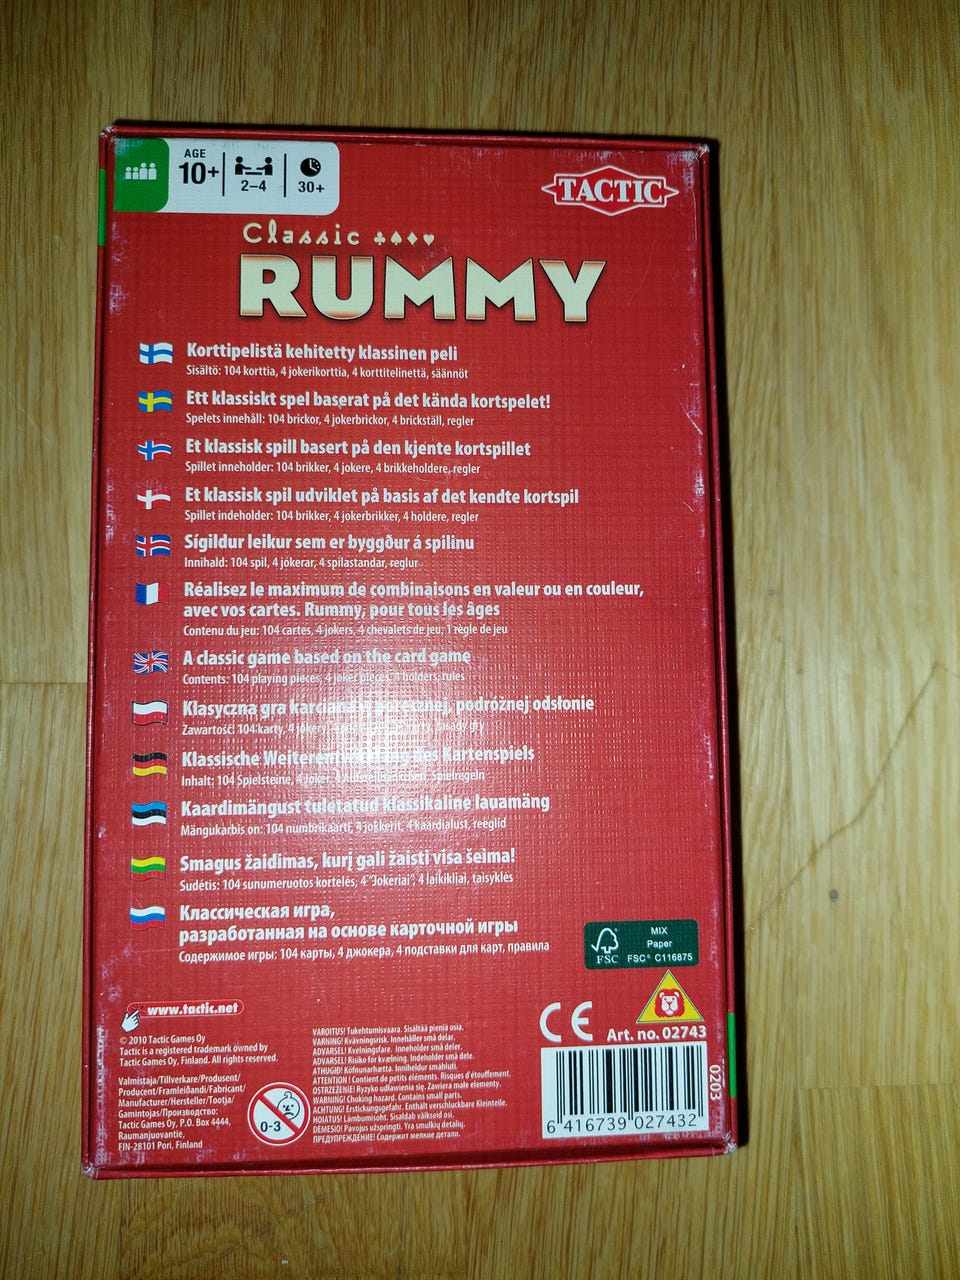 AGE
10+
2–4
30+
TACTIC
Classic
RUMMY
Korttipelistä kehitetty klassinen peli
Sisältö: 104 korttia, 4 jokerikorttia, 4 korttitelinettä, säännöt
Ett klassiskt spel baserat på det kända kortspelet!
Spelets innehåll: 104 brickor, 4 jokerbrickor, 4 brickställ, regler
Et klassisk spill basert på den kjente kortspillet
Spillet inneholder: 104 brikker, 4 jokere, 4 brikkeholdere, regler
Et klassisk spil udviklet på basis af det kendte kortspil
Spillet indeholder: 104 brikker, 4 jokerbrikker, 4 holdere, regler
Sígildur leikur sem er byggður á spilinu
Innihald: 104 spil, 4 jókerar, 4 spilastandar, reglur
Réalisez le maximum de combinaisons en valeur ou en couleur,
avec vos cartes. Rummy, pour tous les âges
Contenu du jeu: 104 cartes, 4 jokers, 4 chevalets de jeu, 1 règle de jeu
A classic game based on the card game
Contents: 104 playing pieces, 4 joker pieces, 4 holders, rules
Klasyczna gra karciana podróżnej odsłonie
Zawartość: 104 karty, 4 jokery, zasady gry
Klassische Kartenspiels
Inhalt: 104 Spielsteine, 4 Joker, 4 Spielregeln
Kaardimängust tuletatud klassikaline lauamäng
Mängukarbis on: 104 numbrikaarti, 4 jokkerit, 4 kaardialust, reeglid
Smagus žaidimas, kurį gali žaisti visa šeima!
Sudėtis: 104 sunumeruotos kortelės, 4 "Jokeriai", 4 laikikliai, taisyklės
Классическая игра,
разработанная на основе карточной игры
Содержимое игры: 104 карты, 4 джокера, 4 подставки для карт, правила
MIX
Paper
FSC® C116875
FSC
www.tactic.net
© 2010 Tactic Games Oy
Tactic is a registered trademark owned by
Tactic Games Oy, Finland. All rights reserved.
Valmistaja/Tillverkare/Produsent/
Producent/Framleiðandi/Fabricant/
Manufacturer/Hersteller/Tootja/
Gamintojas/Производство:
Tactic Games Oy, P.O. Box 4444,
Raumanjuovantie,
FIN-28101 Pori, Finland
0-3
VAROITUS! Tukehtumisvaara. Sisältää pieniä osia.
VARNING! Kvävningsrisk. Innehåller små delar.
ADVARSEL! Kvelningsfare. Inneholder små deler.
ADVARSEL! Risiko for kvælning. Indeholder små dele.
ATHUGIÐ! Köfnunarhætta. Inniheldur smáhluti.
ATTENTION ! Contient de petits éléments. Risques d'étouffement.
OSTRZEŻENIE! Ryzyko udławienia się. Zawiera małe elementy.
WARNING! Choking hazard. Contains small parts.
ACHTUNG! Erstickungsgefahr. Enthält verschluckbare Kleinteile.
HOIATUS! Lämbumisoht. Sisaldab väikseid osi.
DĖMESIO! Pavojus užspringti. Yra smulkių detalių.
ПРЕДУПРЕЖДЕНИЕ! Содержит мелкие детали.
CE
Art. no. 02743
0203
6 416739 027432